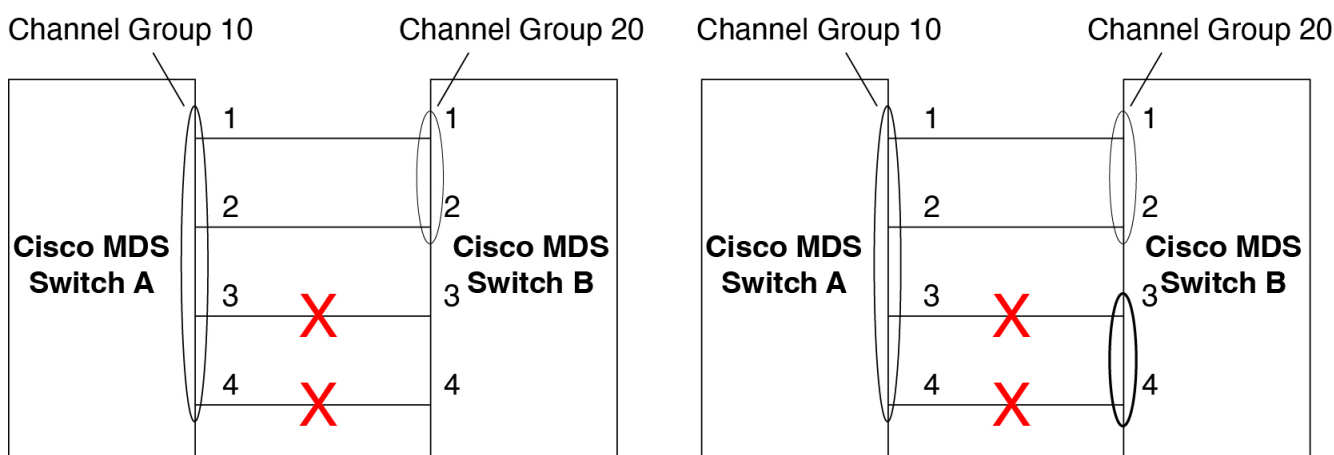 Channel Group 10
Channel Group 20
1
1
2
2
Cisco MDS
Switch A
Cisco MDS
Switch B
3
X
3
4
X
4
Channel Group 10
Channel Group 20
1
1
2
2
Cisco MDS
Switch A
Cisco MDS
Switch B
3
X
3
4
X
4